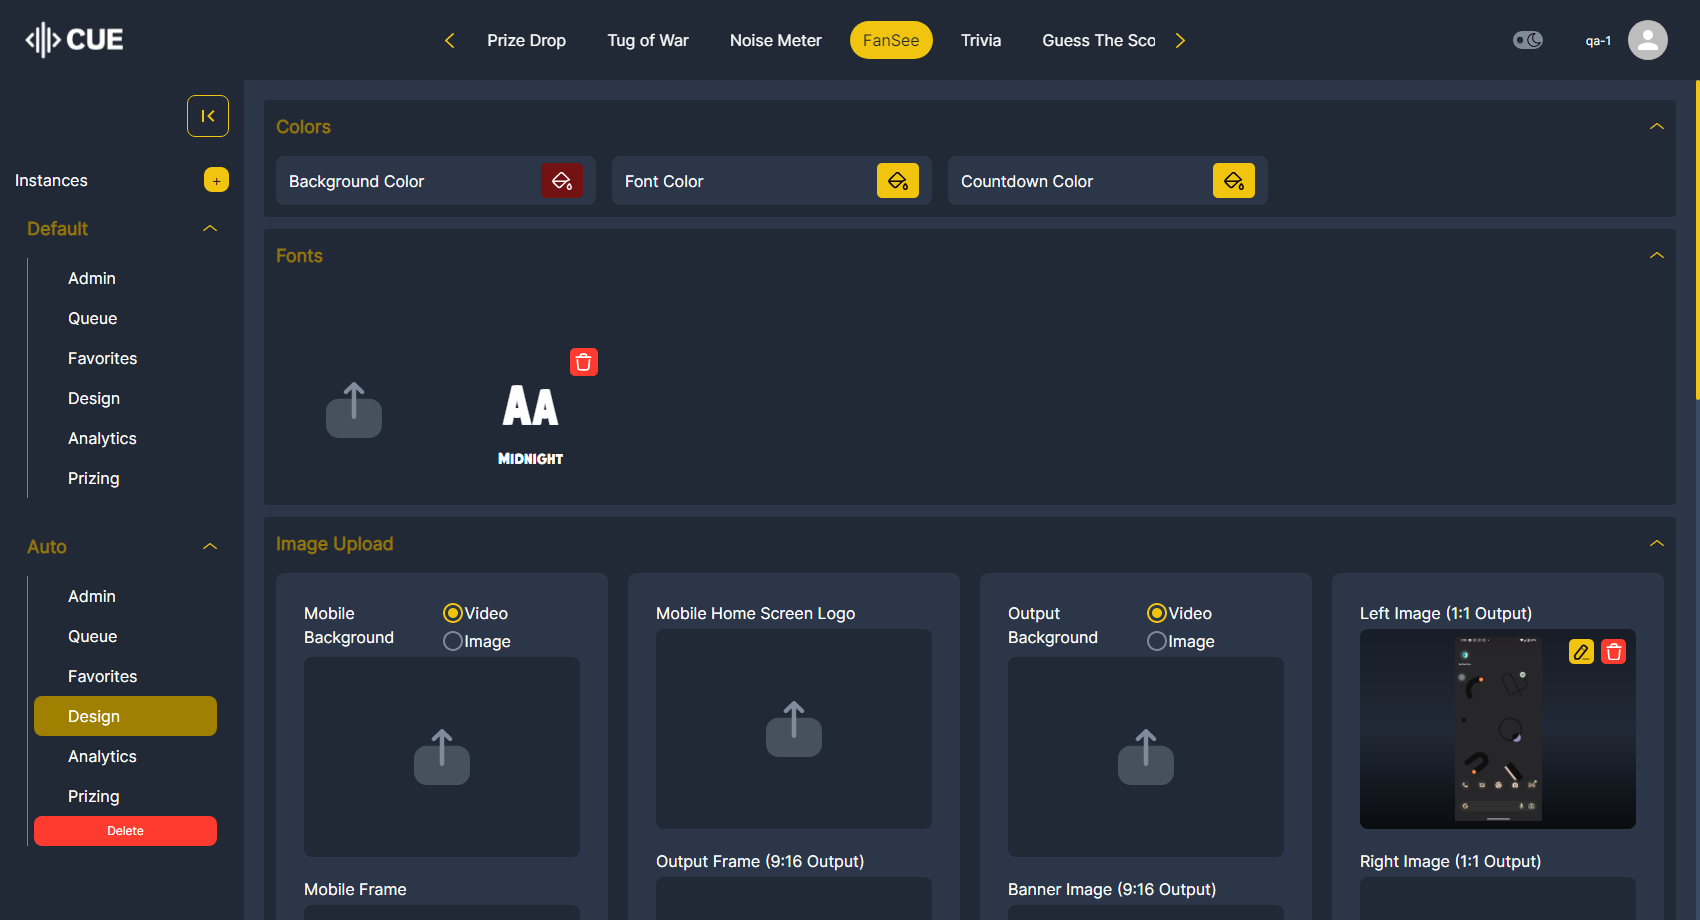 CUE
Prize Drop
Tug of War
Noise Meter
FanSee
Trivia
Guess The Sco
qa-1
Instances
+
Default
Admin
Queue
Favorites
Design
Analytics
Prizing
Auto
Admin
Queue
Favorites
Design
Analytics
Prizing
Delete
Colors
Background Color
Font Color
Countdown Color
Fonts
AA
MIDNIGHT
Image Upload
Mobile
Background
Video
Image
Mobile Frame
Mobile Home Screen Logo
Output Frame (9:16 Output)
Output
Background
Video
Image
Banner Image (9:16 Output)
Left Image (1:1 Output)
Right Image (1:1 Output)